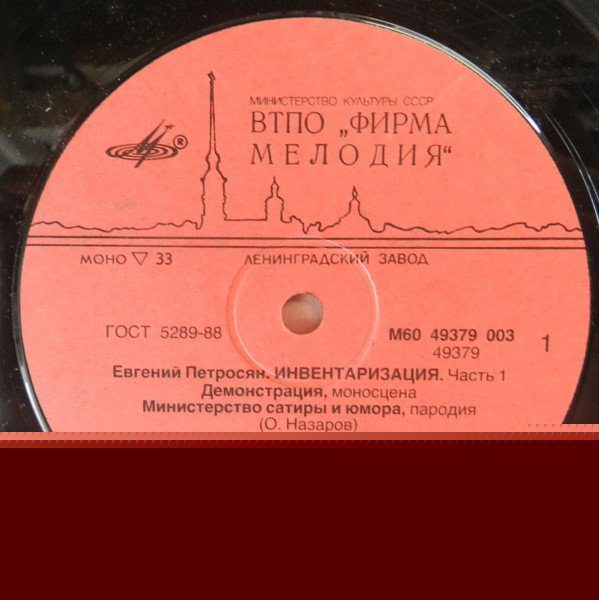 МИНИСТЕРСТВО КУЛЬТУРЫ СССР
ВТПО „ФИРМА
МЕЛОДИЯ“
®
МОНО ▽ 33 ЛЕНИНГРАДСКИЙ ЗАВОД
ГОСТ 5289-88 М60 49379 003
49379 1
Евгений Петросян. ИНВЕНТАРИЗАЦИЯ. Часть 1
Демонстрация, моносцена
Министерство сатиры и юмора, пародия
(О. Назаров)